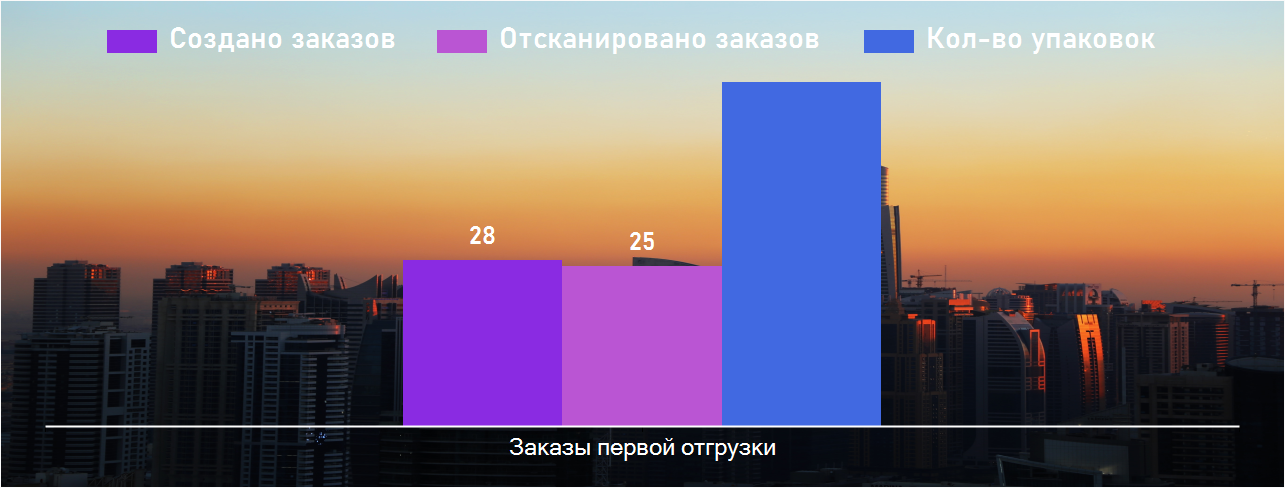 Создано заказов Отсканировано заказов Кол-во упаковок
28 25
Заказы первой отгрузки